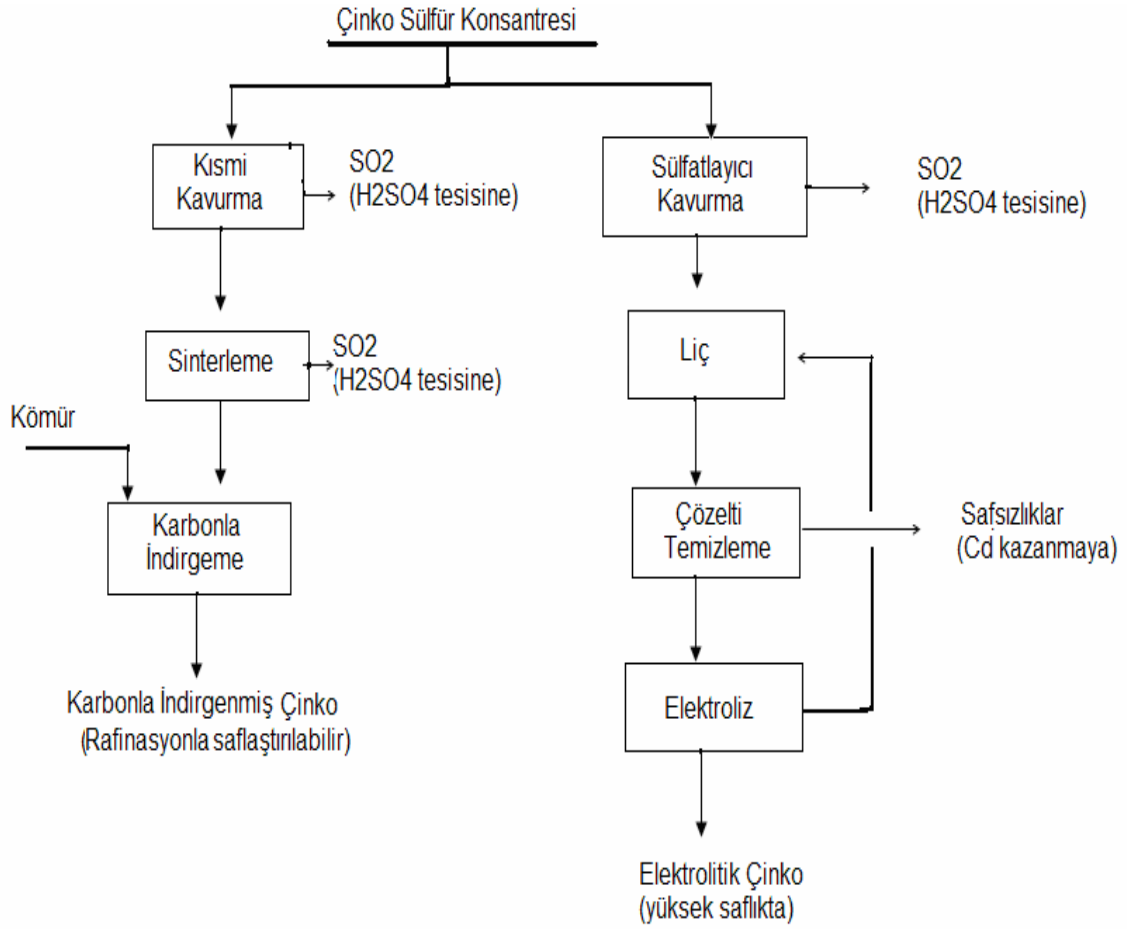 Çinko Sülfür Konsantresi
Kısmi
Kavurma
SO2
(H2SO4 tesisine)
Sülfatlayıcı
Kavurma
SO2
(H2SO4 tesisine)
Sinterleme
SO2
(H2SO4 tesisine)
Liç
Kömür
Karbonla
İndirgeme
Çözelti
Temizleme
Safsızlıklar
(Cd kazanmaya)
Karbonla İndirgenmiş Çinko
(Rafinasyonla saflaştırılabilir)
Elektroliz
Elektrolitik Çinko
(yüksek saflıkta)